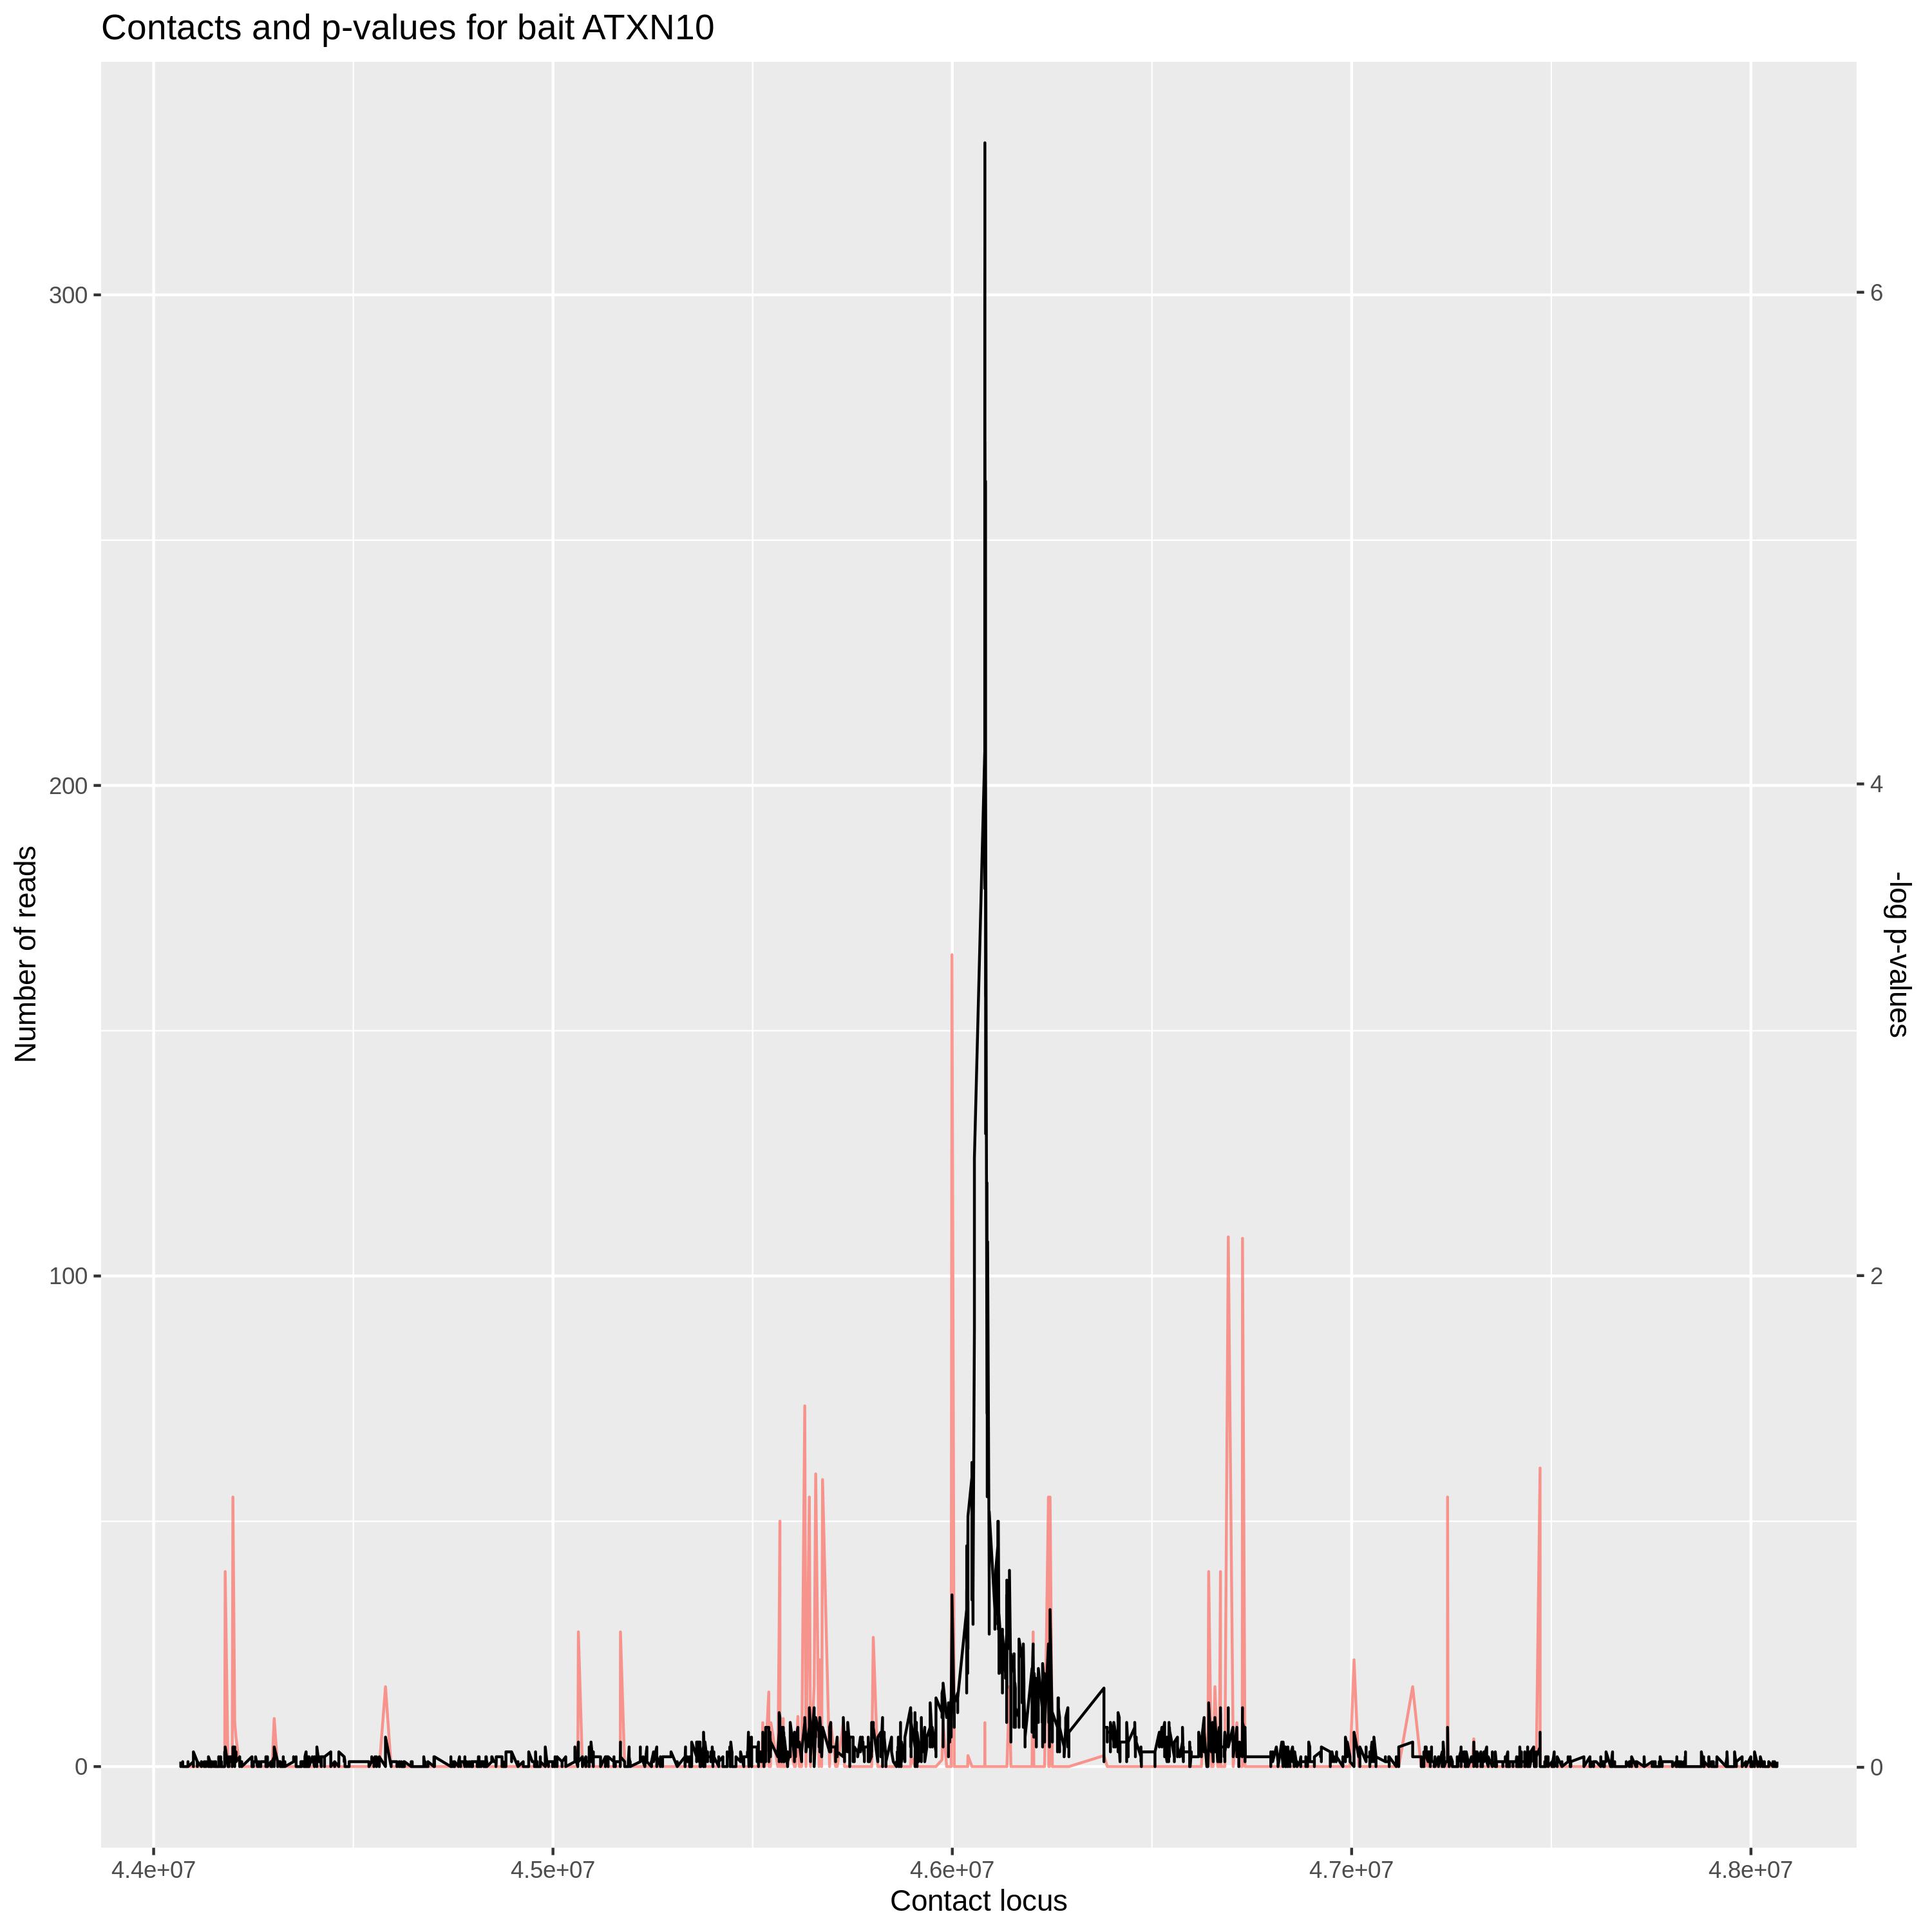 Contacts and p-values for bait ATXN10
Number of reads
300
200
100
0
-log p-values
6
4
2
0
4.4e+07
4.5e+07
4.6e+07
4.7e+07
4.8e+07
Contact locus